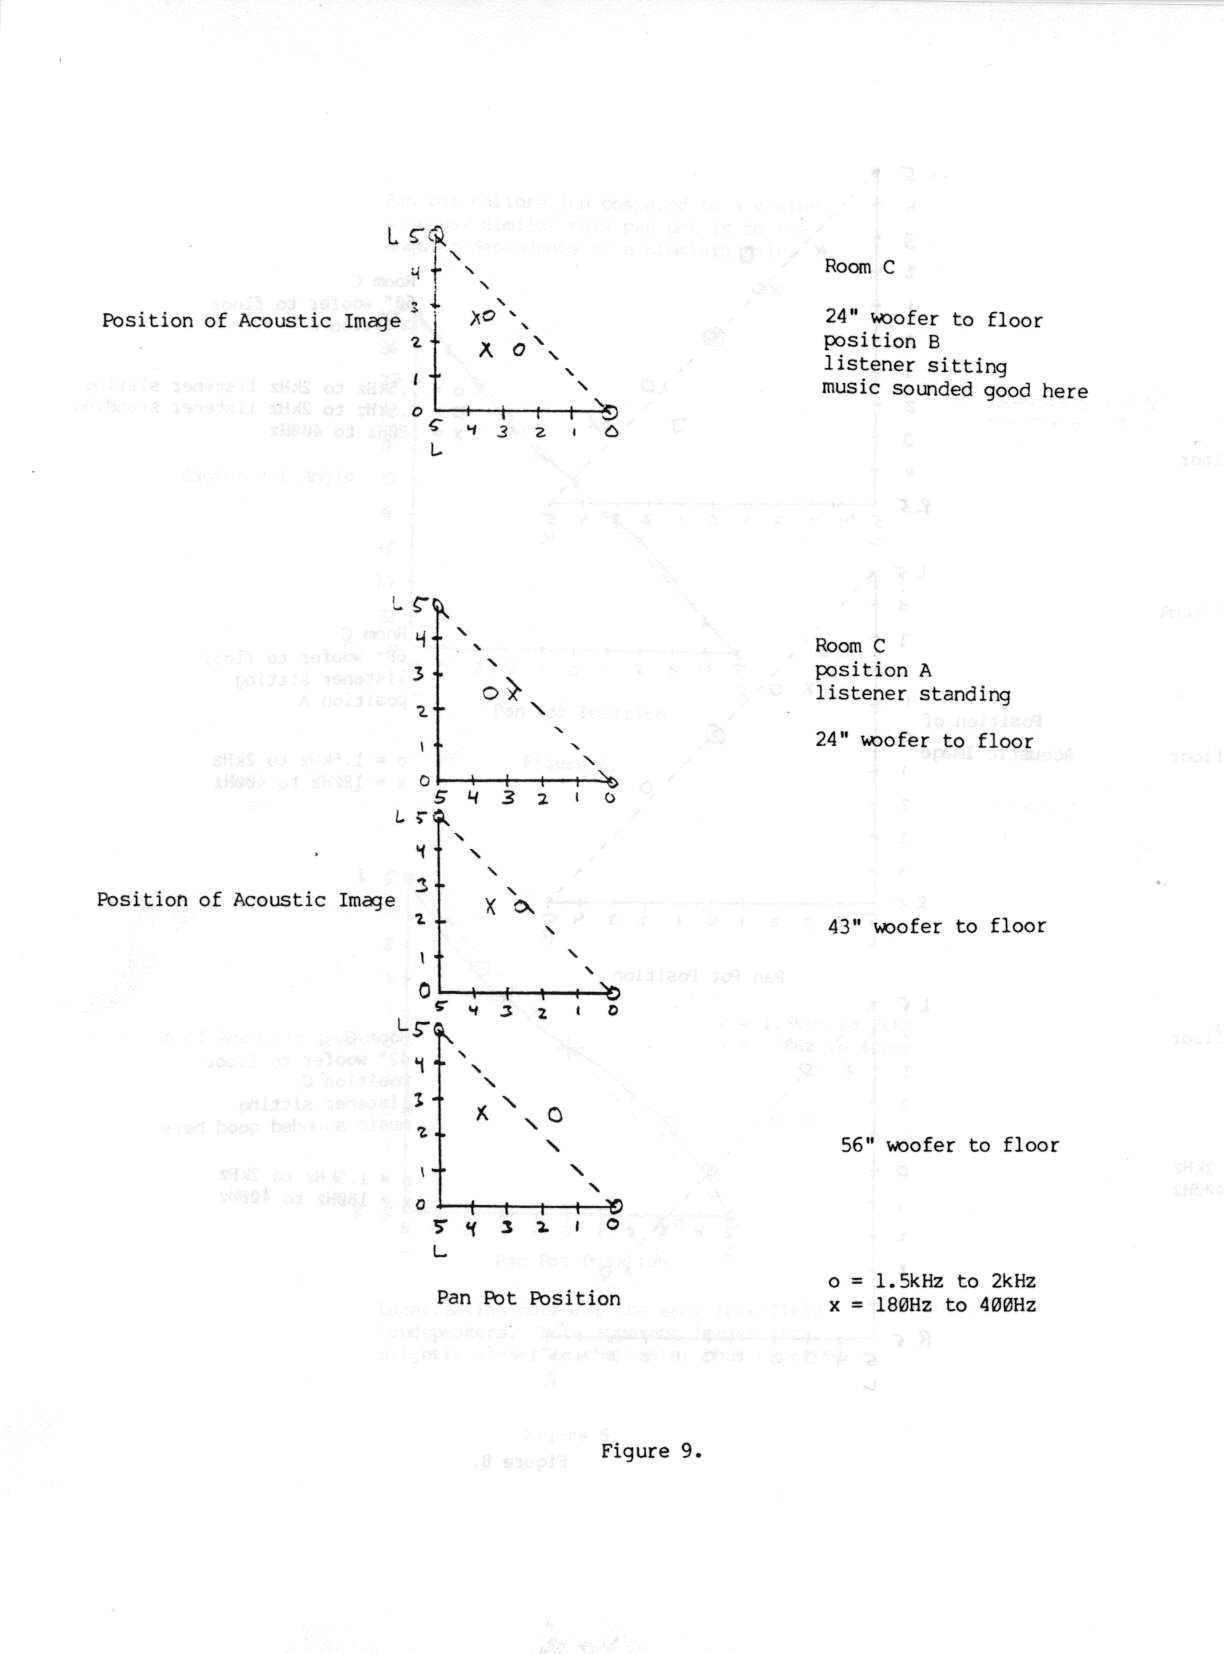 L 5
4
3
2
1
0
5 4 3 2 1 0
L
Position of Acoustic Image
Room C
24" woofer to floor
position B
listener sitting
music sounded good here
L 5
4
3
2
1
0
5 4 3 2 1 0
Room C
position A
listener standing
24" woofer to floor
L 5
4
3
2
1
0
5 4 3 2 1 0
Position of Acoustic Image
43" woofer to floor
L 5
4
3
2
1
0
5 4 3 2 1 0
L
56" woofer to floor
Pan Pot Position
o = 1.5kHz to 2kHz
x = 180Hz to 400Hz
Figure 9.